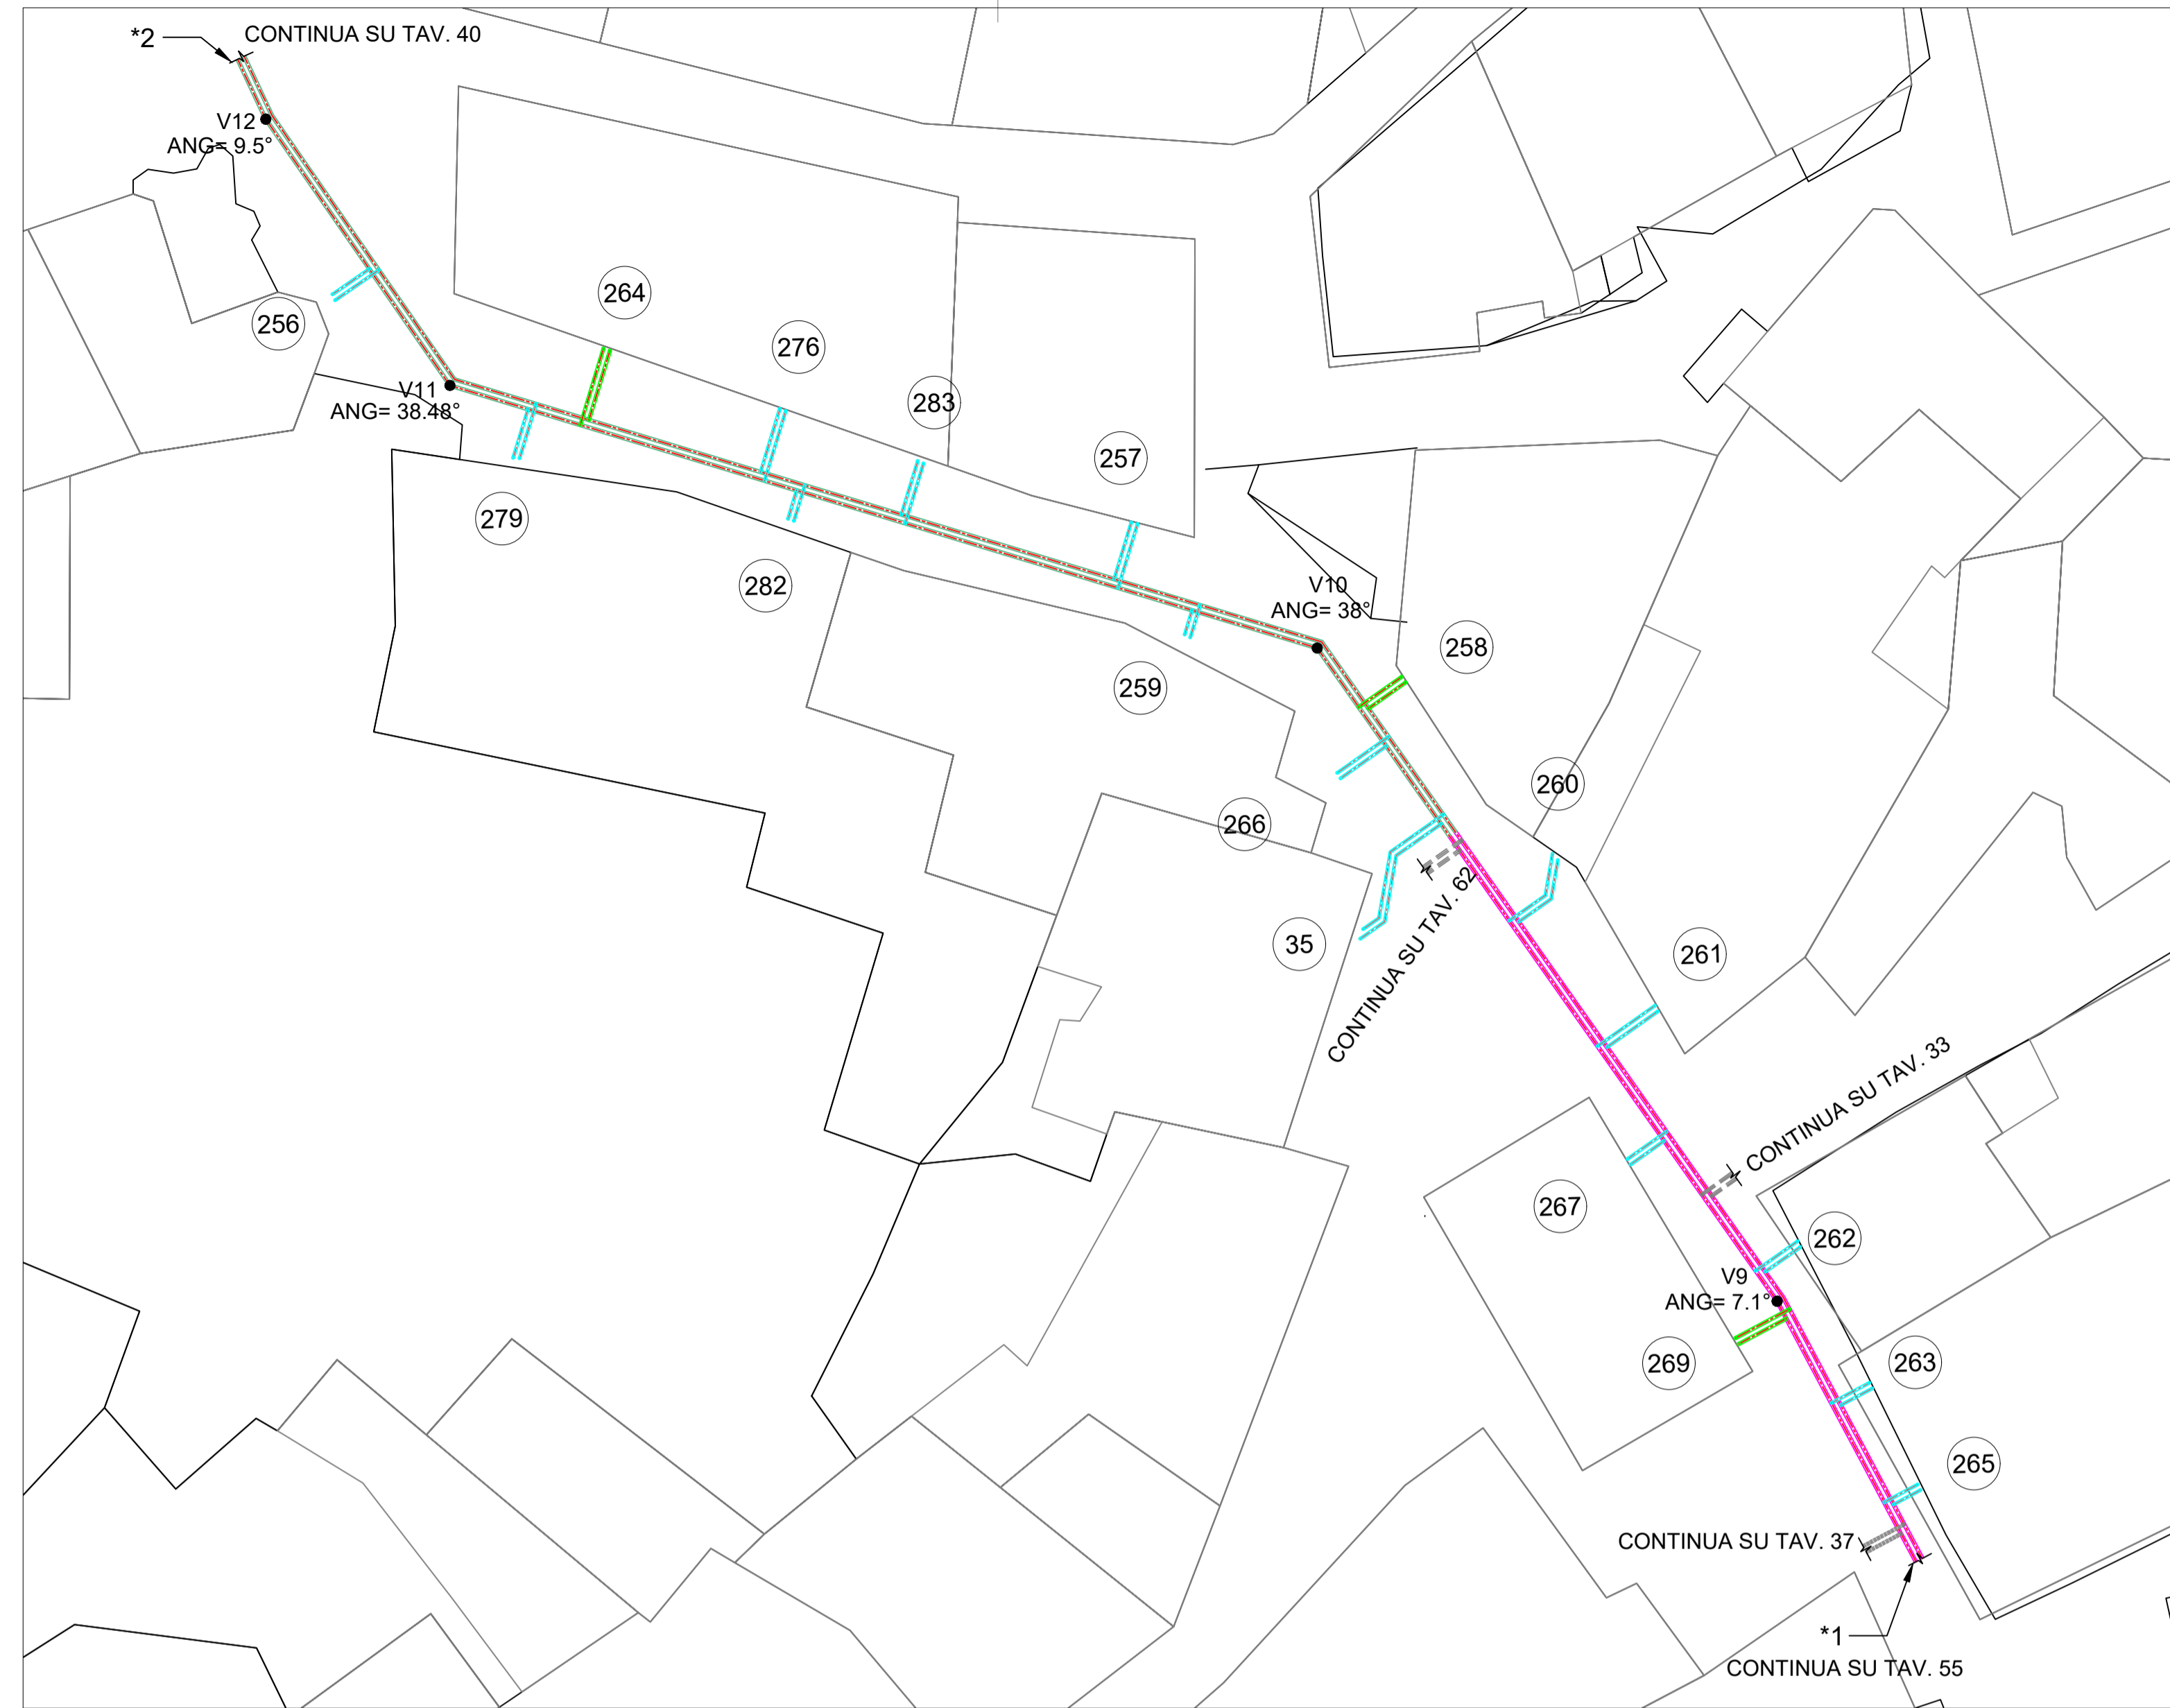 *2
CONTINUA SU TAV. 40
V12
ANG= 9.5°
256
264
276
283
257
V11
ANG= 38.48°
279
282
V10
ANG= 38°
258
259
260
266
CONTINUA SU TAV. 62
35
261
CONTINUA SU TAV. 33
267
262
V9
ANG= 7.1°
269
263
265
CONTINUA SU TAV. 37
*1
CONTINUA SU TAV. 55